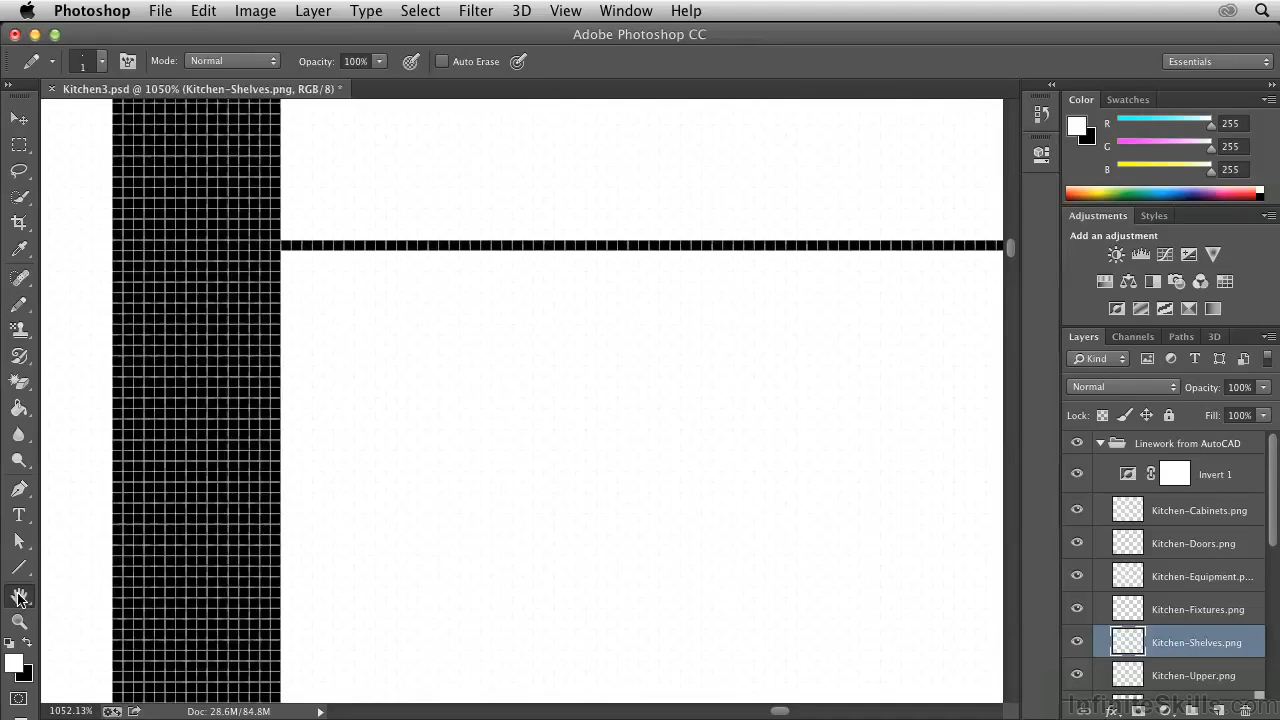 Photoshop File Edit Image Layer Type Select Filter 3D View Window Help
Adobe Photoshop CC
1 Mode: Normal Opacity: 100% Auto Erase Essentials
Kitchen3.psd @ 1050% (Kitchen-Shelves.png, RGB/8) *
Color Swatches
R 255
G 255
B 255
Adjustments Styles
Add an adjustment
Layers Channels Paths 3D
Kind
Normal Opacity: 100%
Lock: Fill: 100%
Linework from AutoCAD
Invert 1
Kitchen-Cabinets.png
Kitchen-Doors.png
Kitchen-Equipment.p...
Kitchen-Fixtures.png
Kitchen-Shelves.png
Kitchen-Upper.png
InfiniteSkills.com
1052.13% Doc: 28.6M/84.8M